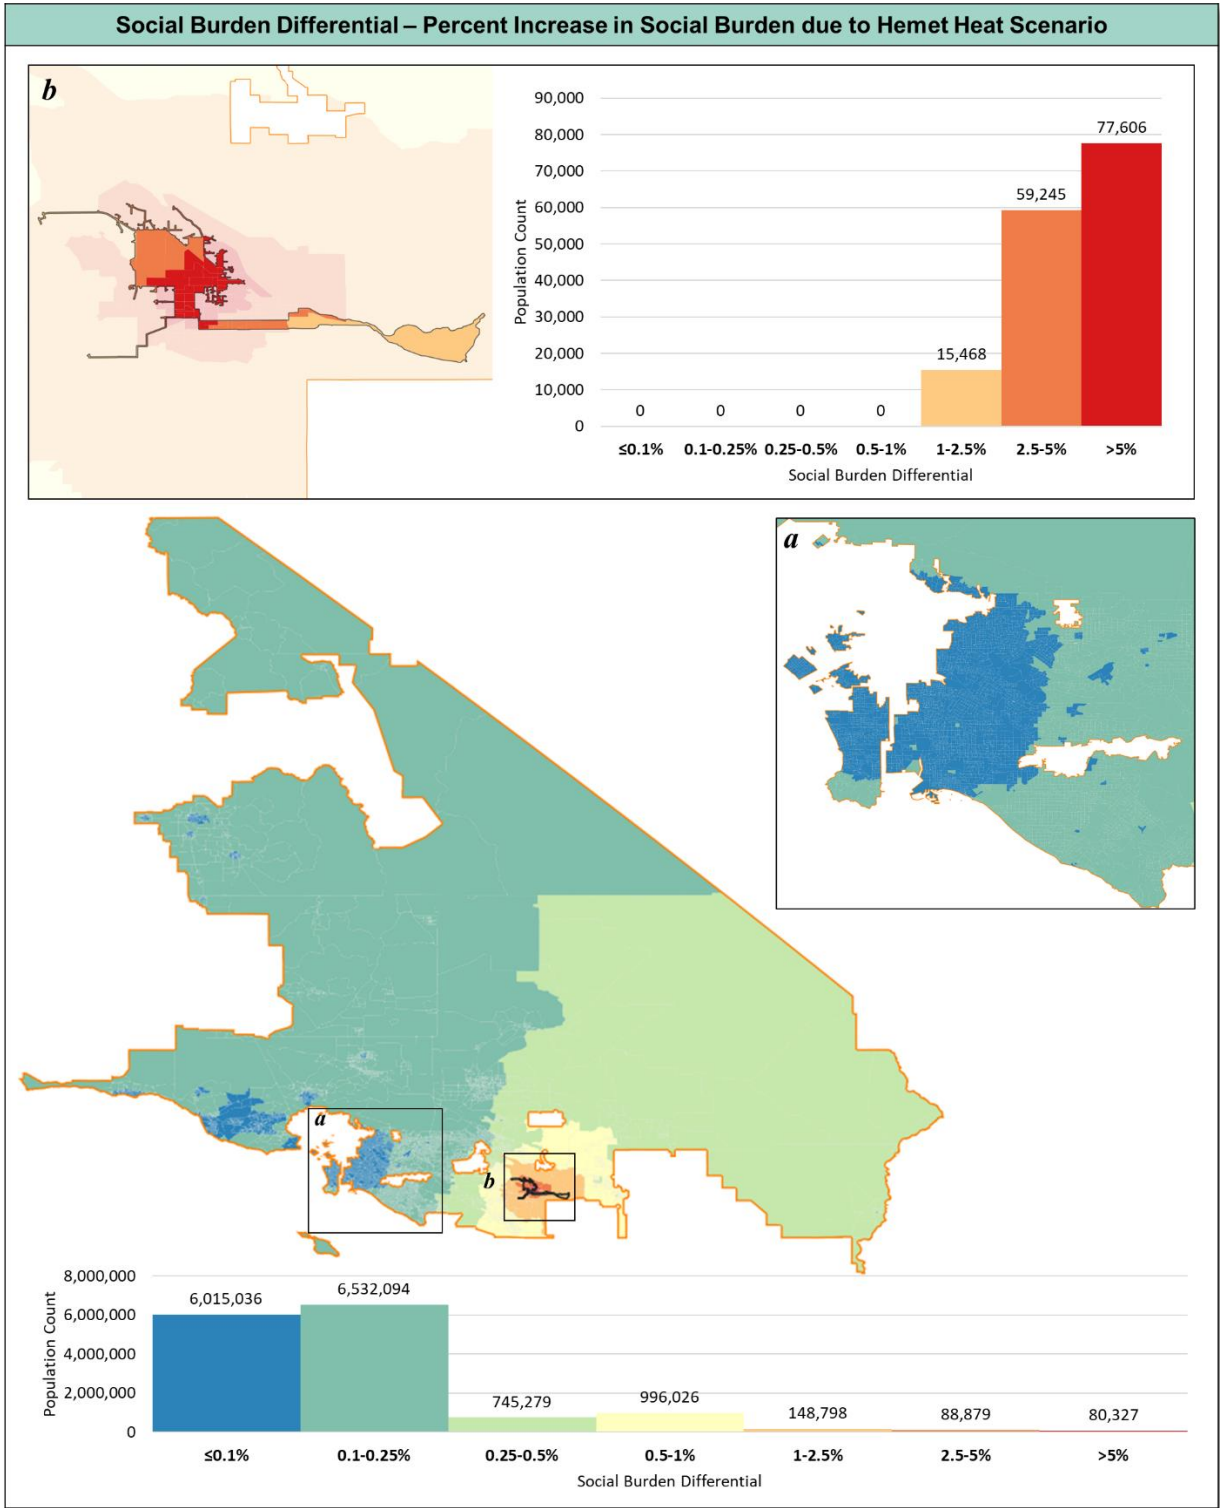 Social Burden Differential – Percent Increase in Social Burden due to Hemet Heat Scenario
b
90,000
80,000
70,000
60,000
50,000
40,000
30,000
20,000
10,000
0
Population Count
0
0
0
0
15,468
59,245
77,606
≤0.1% 0.1-0.25% 0.25-0.5% 0.5-1% 1-2.5% 2.5-5% >5%
Social Burden Differential
a
a
b
8,000,000
6,000,000
4,000,000
2,000,000
0
Population Count
6,015,036
6,532,094
745,279
996,026
148,798
88,879
80,327
≤0.1% 0.1-0.25% 0.25-0.5% 0.5-1% 1-2.5% 2.5-5% >5%
Social Burden Differential